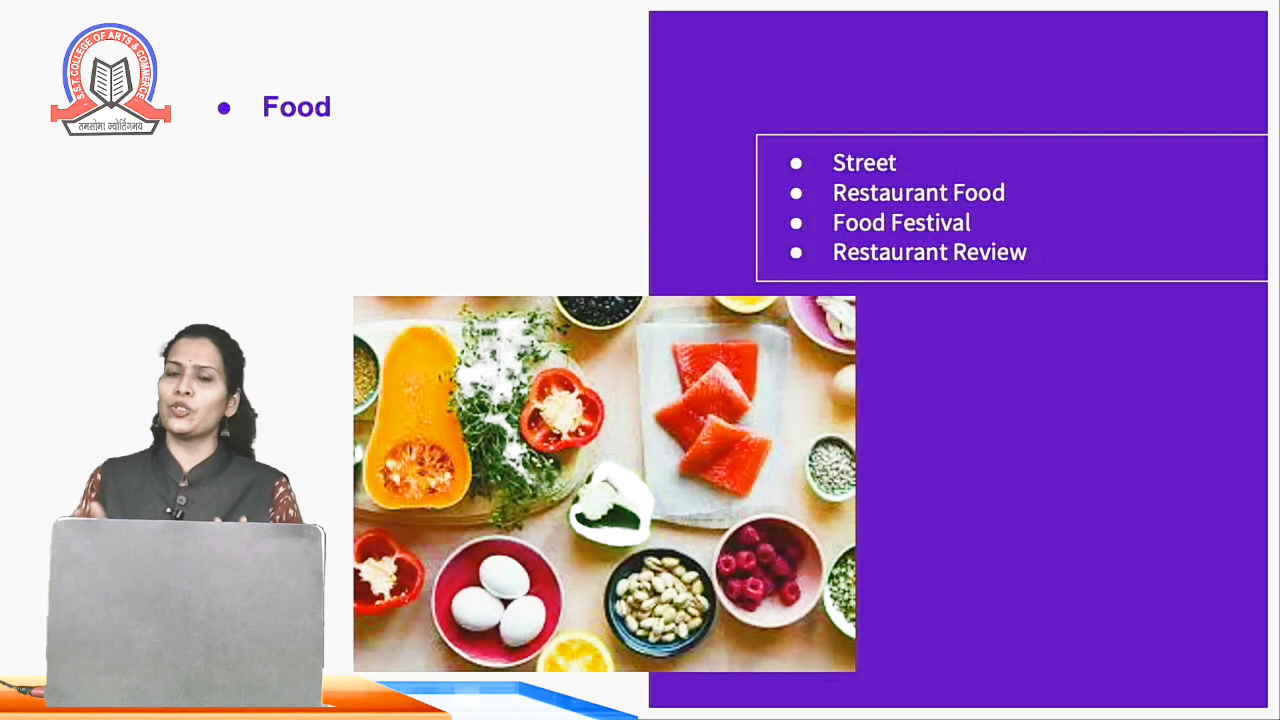 S.S.T. COLLEGE OF ARTS & COMMERCE
तमसोमा ज्योर्तिगमय
● Food
● Street
● Restaurant Food
● Food Festival
● Restaurant Review